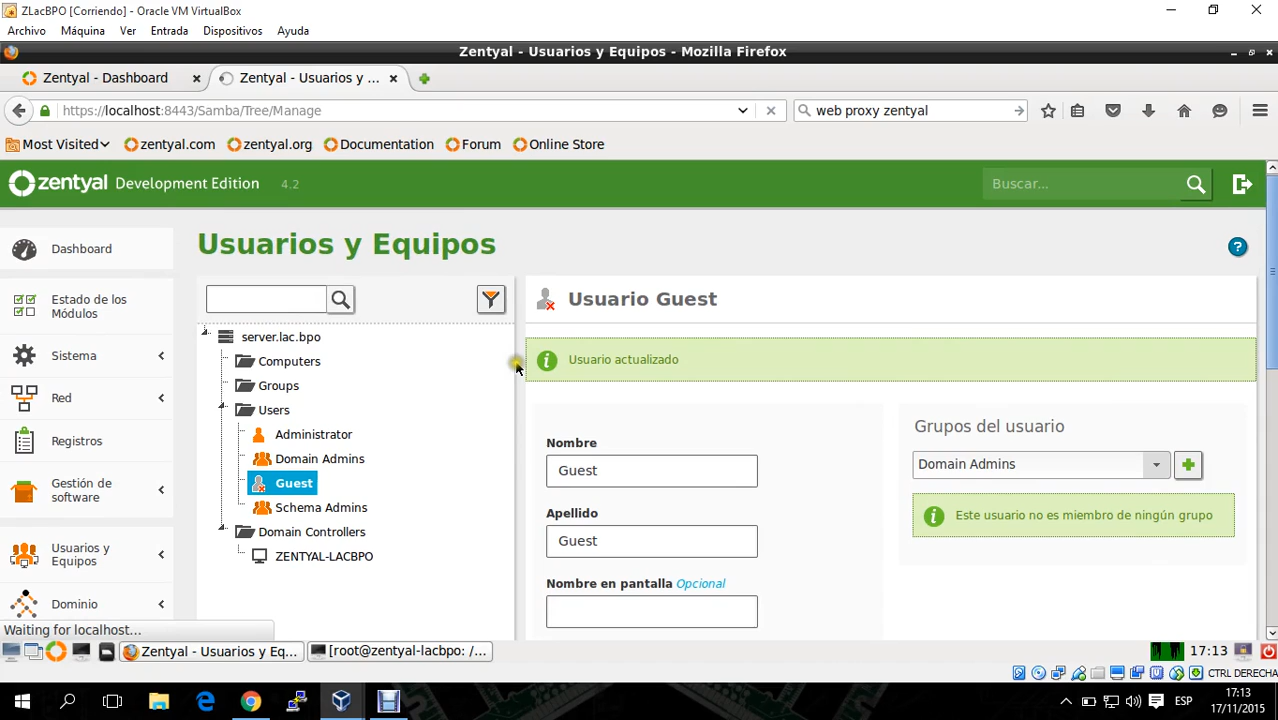 ZLacBPO [Corriendo] - Oracle VM VirtualBox
Archivo Máquina Ver Entrada Dispositivos Ayuda
Zentyal - Usuarios y Equipos - Mozilla Firefox
Zentyal - Dashboard
Zentyal - Usuarios y ...
https://localhost:8443/Samba/Tree/Manage
web proxy zentyal
Most Visited
zentyal.com
zentyal.org
Documentation
Forum
Online Store
zentyal Development Edition 4.2
Buscar...
Dashboard
Estado de los
Módulos
Sistema
Red
Registros
Gestión de
software
Usuarios y
Equipos
Dominio
Usuarios y Equipos
server.lac.bpo
Computers
Groups
Users
Administrator
Domain Admins
Guest
Schema Admins
Domain Controllers
ZENTYAL-LACBPO
Usuario Guest
Usuario actualizado
Nombre
Guest
Apellido
Guest
Nombre en pantalla Opcional
Grupos del usuario
Domain Admins
Este usuario no es miembro de ningún grupo
Waiting for localhost...
Zentyal - Usuarios y Eq...
[root@zentyal-lacbpo: /...
17:13
CTRL DERECHA
ESP
17:13
17/11/2015